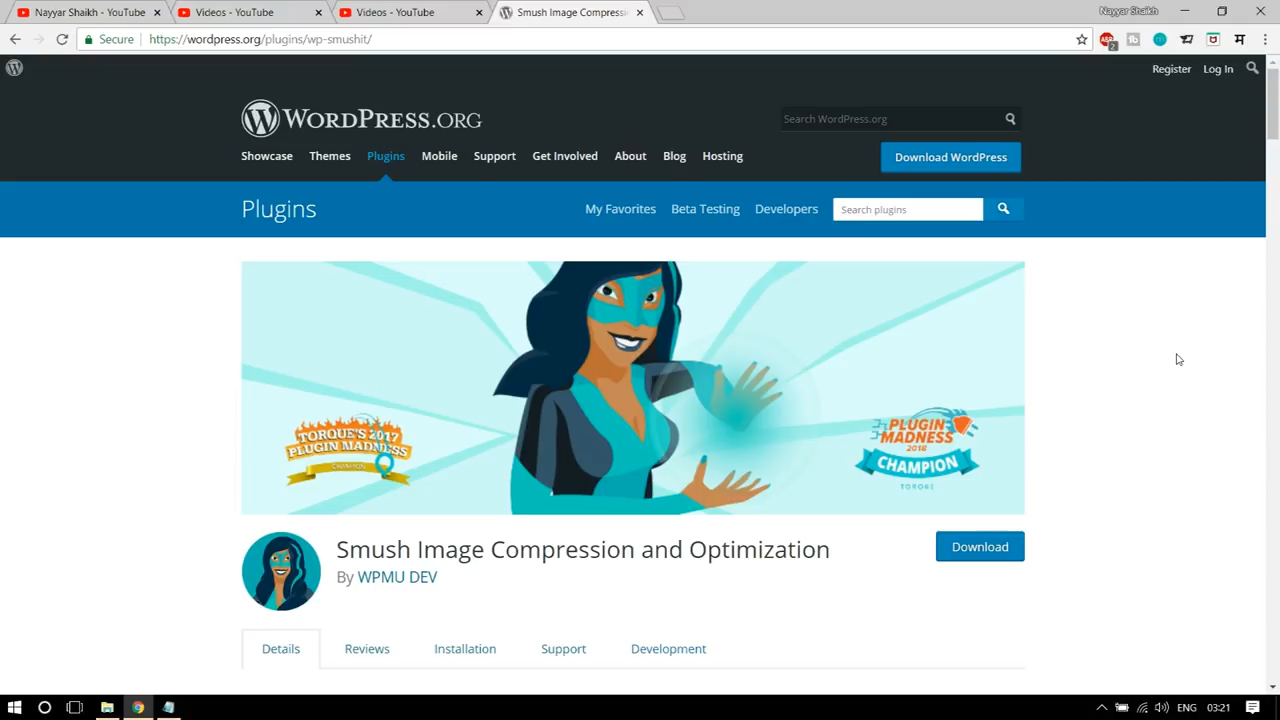 Nayyar Shaikh - YouTube
Videos - YouTube
Videos - YouTube
Smush Image Compressi
Nayyar Shaikh
Secure
https://wordpress.org/plugins/wp-smushit/
ABP
2
Register
Log In
WORDPRESS.ORG
Search WordPress.org
Showcase
Themes
Plugins
Mobile
Support
Get Involved
About
Blog
Hosting
Download WordPress
Plugins
My Favorites
Beta Testing
Developers
Search plugins
TORQUE'S 2017
PLUGIN MADNESS
CHAMPION
PLUGIN
MADNESS
2018
CHAMPION
TORQUE
Smush Image Compression and Optimization
Download
By WPMU DEV
Details
Reviews
Installation
Support
Development
ENG
03:21